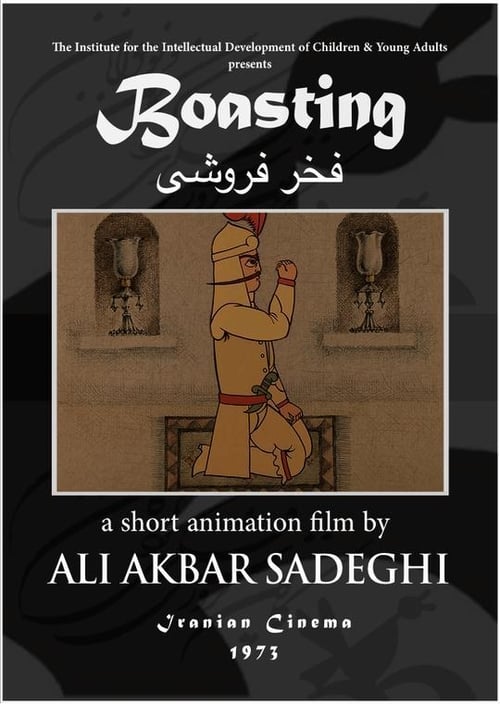 The Institute for the Intellectual Development of Children & Young Adults
presents
Boasting
فخر فروشی
a short animation film by
ALI AKBAR SADEGHI
Iranian Cinema
1973